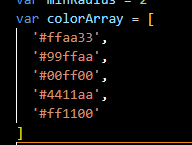 var minRadius = 2
var colorArray = [
'#ffaa33',
'#99ffaa',
'#00ff00',
'#4411aa',
'#ff1100',
]